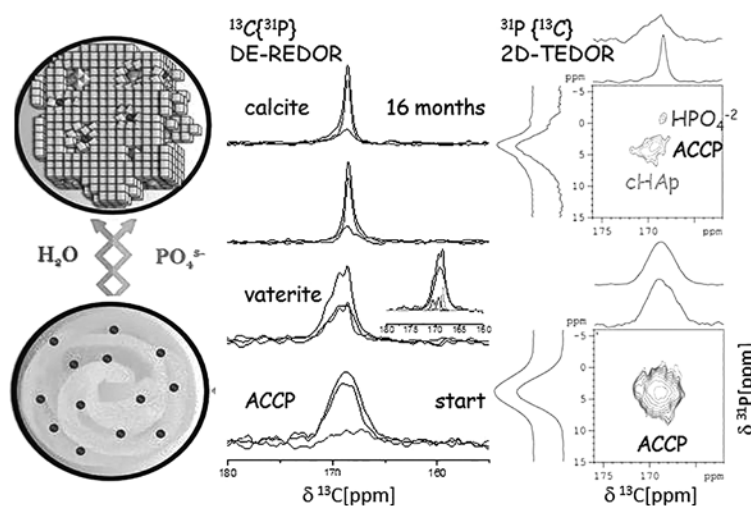 ¹³C{³¹P}
DE-REDOR
calcite
16 months
vaterite
180 175 170 165 160
ACCP
start
180 170 160
δ ¹³C[ppm]
H₂O
PO₄³⁻
³¹P {¹³C}
2D-TEDOR
ppm
-5
0
5
10
15
HPO₄⁻²
ACCP
cHAp
175 170 ppm
ppm
-5
0
5
10
15
ACCP
175 170 ppm
δ ¹³C[ppm]
δ ³¹P[ppm]